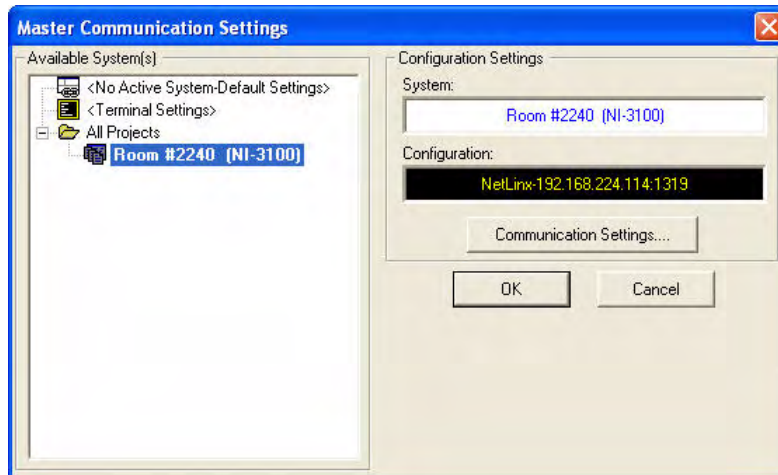 Master Communication Settings
Available System(s)
<No Active System-Default Settings>
<Terminal Settings>
All Projects
Room #2240 (NI-3100)
Configuration Settings
System:
Room #2240 (NI-3100)
Configuration:
NetLinx-192.168.224.114:1319
Communication Settings....
OK
Cancel